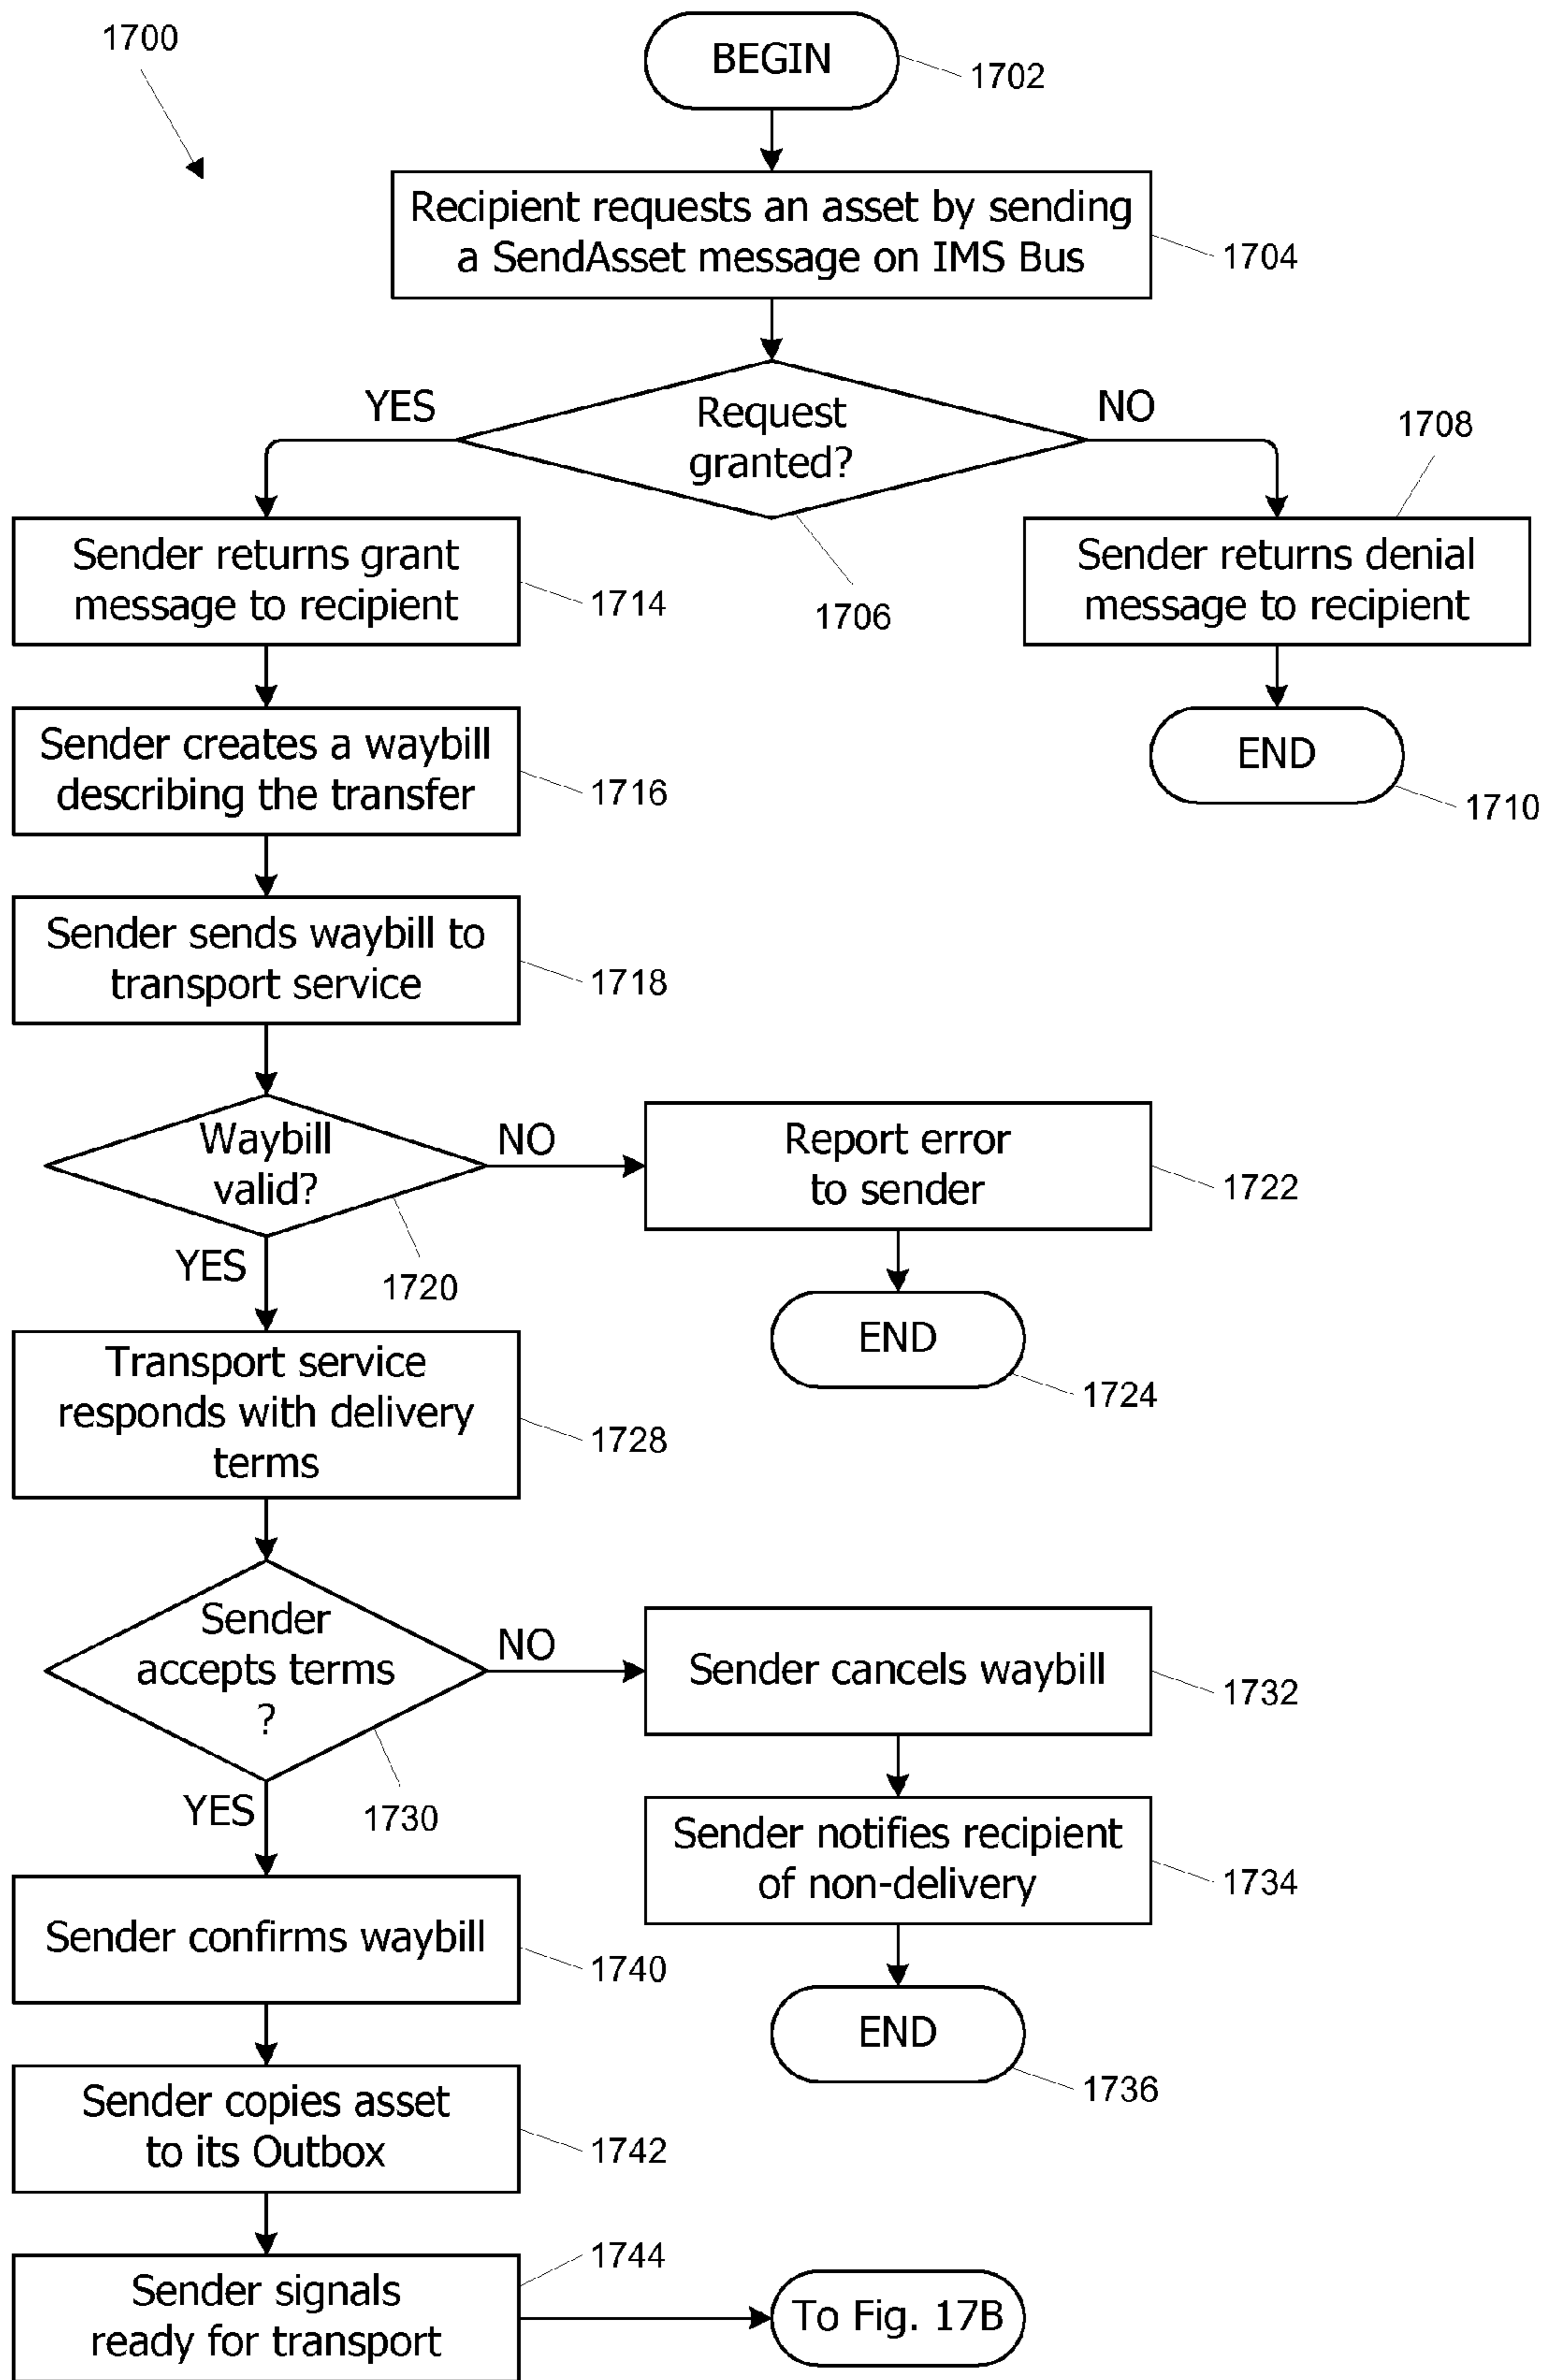 1700
BEGIN
1702
Recipient requests an asset by sending
a SendAsset message on IMS Bus
1704
YES
Request
granted?
NO
1706
1708
Sender returns grant
message to recipient
1714
Sender returns denial
message to recipient
END
1710
Sender creates a waybill
describing the transfer
1716
Sender sends waybill to
transport service
1718
Waybill
valid?
NO
1720
Report error
to sender
1722
END
1724
YES
Transport service
responds with delivery
terms
1728
Sender
accepts terms
?
NO
1730
Sender cancels waybill
1732
Sender notifies recipient
of non-delivery
1734
END
1736
YES
Sender confirms waybill
1740
Sender copies asset
to its Outbox
1742
Sender signals
ready for transport
1744
To Fig. 17B